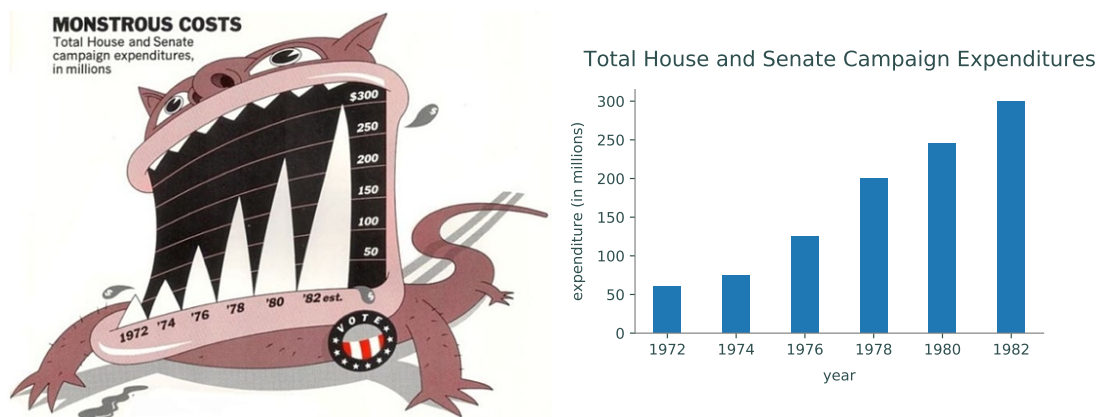 MONSTROUS COSTS
Total House and Senate
campaign expenditures,
in millions
$300
250
200
150
100
50
1972 '74 '76 '78 '80 '82 est.
$
$
VOTE
Total House and Senate Campaign Expenditures
expenditure (in millions)
300
250
200
150
100
50
0
1972 1974 1976 1978 1980 1982
year